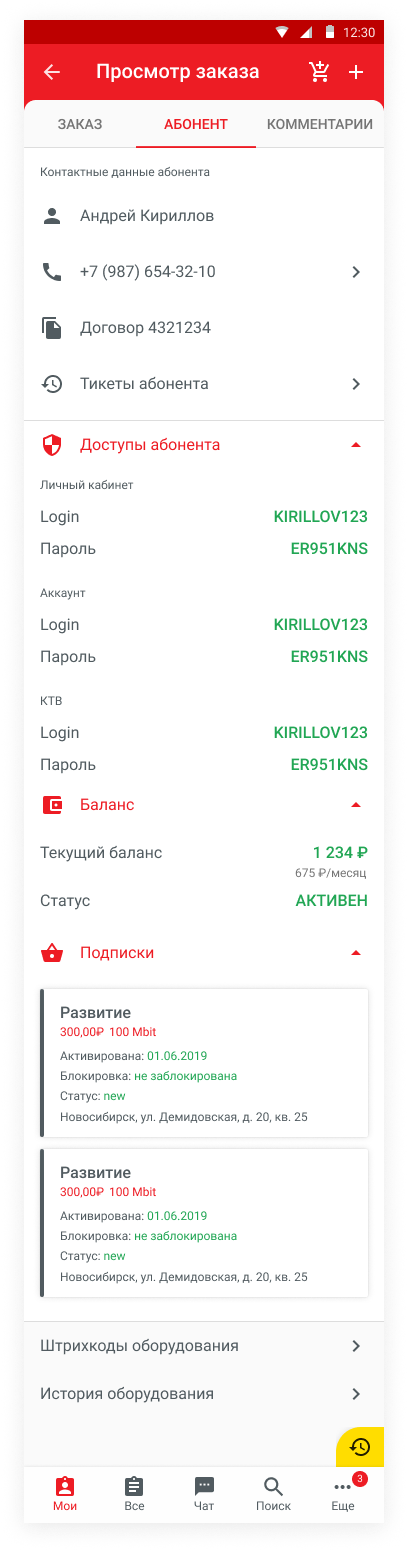 12:30
Просмотр заказа
ЗАКАЗ АБОНЕНТ КОММЕНТАРИИ
Контактные данные абонента
Андрей Кириллов
+7 (987) 654-32-10
Договор 4321234
Тикеты абонента
Доступы абонента
Личный кабинет
Login KIRILLOV123
Пароль ER951KNS
Аккаунт
Login KIRILLOV123
Пароль ER951KNS
КТВ
Login KIRILLOV123
Пароль ER951KNS
Баланс
Текущий баланс 1 234 ₽
675 ₽/месяц
Статус АКТИВЕН
Подписки
Развитие
300,00₽ 100 Mbit
Активирована: 01.06.2019
Блокировка: не заблокирована
Статус: new
Новосибирск, ул. Демидовская, д. 20, кв. 25
Развитие
300,00₽ 100 Mbit
Активирована: 01.06.2019
Блокировка: не заблокирована
Статус: new
Новосибирск, ул. Демидовская, д. 20, кв. 25
Штрихкоды оборудования
История оборудования
3
Мои Все Чат Поиск Еще